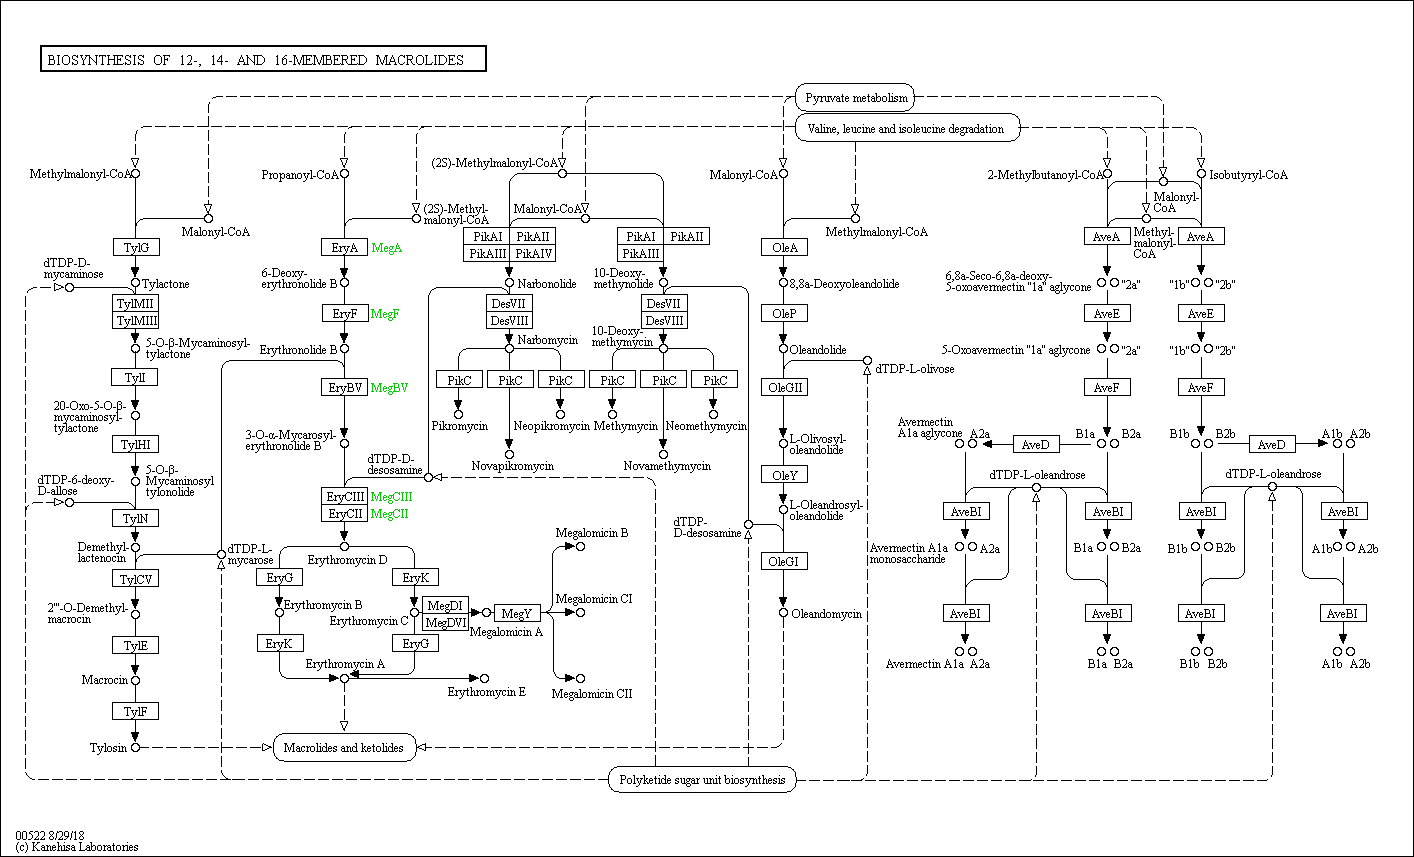 BIOSYNTHESIS OF 12-, 14- AND 16-MEMBERED MACROLIDES
Pyruvate metabolism
Valine, leucine and isoleucine degradation
Methylmalonyl-CoA
Propanoyl-CoA
(2S)-Methylmalonyl-CoA
Malonyl-CoA
2-Methylbutanoyl-CoA
Isobutyryl-CoA
Malonyl-CoA
(2S)-Methyl-
malonyl-CoA
Malonyl-CoA
Methylmalonyl-CoA
Malonyl-
CoA
Methyl-
malonyl-
CoA
TylG
EryA
MegA
PikAI
PikAII
PikAIII
PikAIV
PikAI
PikAII
PikAIII
OleA
AveA
AveA
dTDP-D-
mycaminose
Tylactone
6-Deoxy-
erythronolide B
Narbonolide
10-Deoxy-
methynolide
8,8a-Deoxyoleandolide
6,8a-Seco-6,8a-deoxy-
5-oxoavermectin "1a" aglycone
"2a"
"1b"
"2b"
TylMII
TylMIII
EryF
MegF
DesVII
DesVIII
DesVII
DesVIII
OleP
AveE
AveE
5-O-β-Mycaminosyl-
tylactone
Erythronolide B
Narbomycin
10-Deoxy-
methymycin
Oleandolide
dTDP-L-olivose
5-Oxoavermectin "1a" aglycone
"2a"
"1b"
"2b"
TylI
EryBV
MegBV
PikC
PikC
PikC
PikC
PikC
PikC
OleGII
AveF
AveF
20-Oxo-5-O-β-
mycaminosyl-
tylactone
Pikromycin
Neopikromycin
Methymycin
Neomethymycin
TylHI
3-O-α-Mycarosyl-
erythronolide B
Novapikromycin
Novamethymycin
L-Olivosyl-
oleandolide
Avermectin
A1a aglycone
A2a
AveD
B1a
B2a
B1b
B2b
AveD
A1b
A2b
dTDP-6-deoxy-
D-allose
5-O-β-
Mycaminosyl
tylonolide
dTDP-D-
desosamine
OleY
dTDP-L-oleandrose
dTDP-L-oleandrose
TylN
EryCIII
MegCIII
EryCII
MegCII
L-Oleandrosyl-
oleandolide
AveBI
AveBI
AveBI
AveBI
Demethyl-
lactenocin
dTDP-L-
mycarose
Erythromycin D
Megalomicin B
dTDP-
D-desosamine
OleGI
Avermectin A1a
monosaccharide
A2a
B1a
B2a
B1b
B2b
A1b
A2b
TylCV
EryG
EryK
2'''-O-Demethyl-
macrocin
Erythromycin B
Erythromycin C
MegDI
MegDVI
Megalomicin A
MegY
Megalomicin CI
Oleandomycin
AveBI
AveBI
AveBI
AveBI
TylE
EryK
EryG
Macrocin
Erythromycin A
Erythromycin E
Megalomicin CII
Avermectin A1a
A2a
B1a
B2a
B1b
B2b
A1b
A2b
TylF
Tylosin
Macrolides and ketolides
Polyketide sugar unit biosynthesis
00522 8/29/18
(c) Kanehisa Laboratories